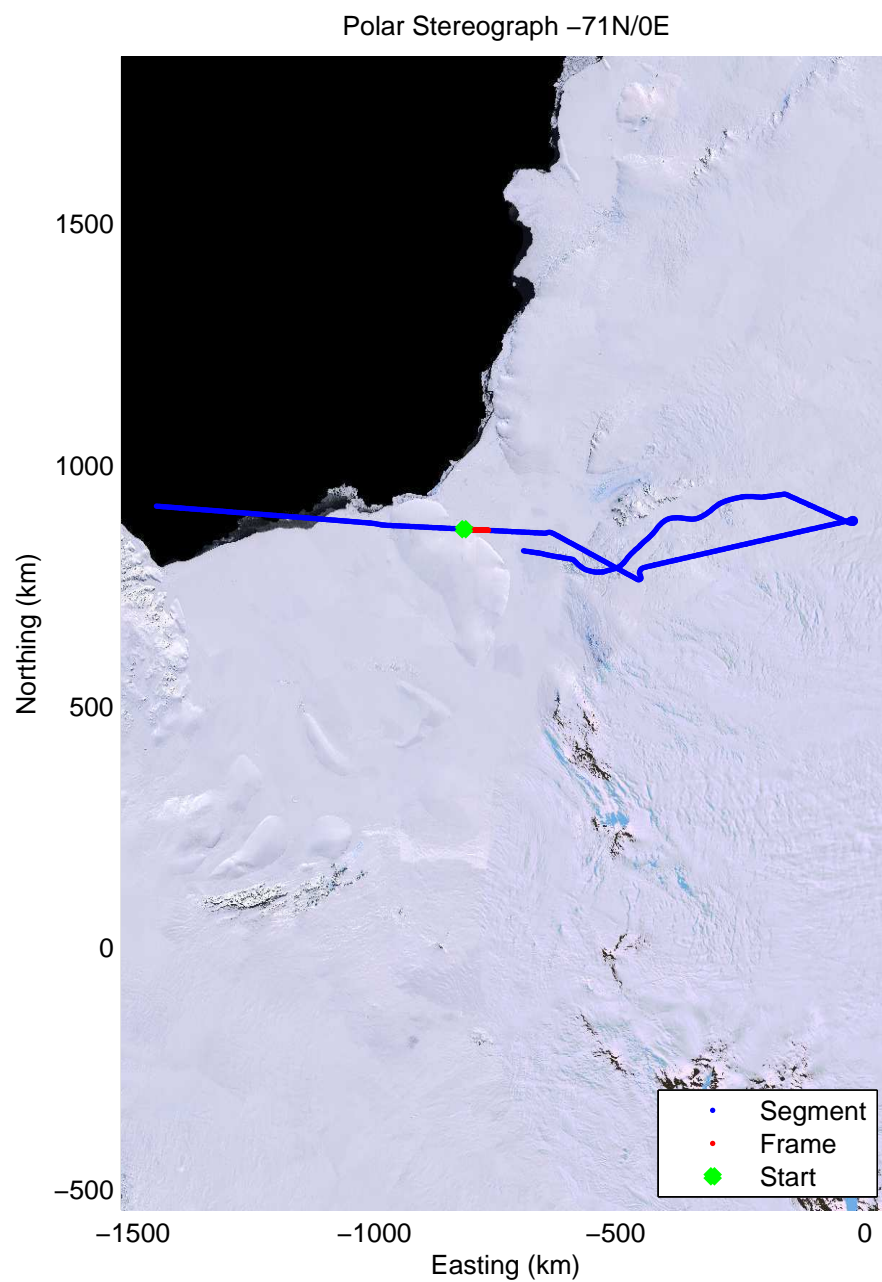 Polar Stereograph −71N/0E
1500
1000
500
0
−500
Northing (km)
−1500
−1000
−500
0
Easting (km)
Segment
Frame
Start